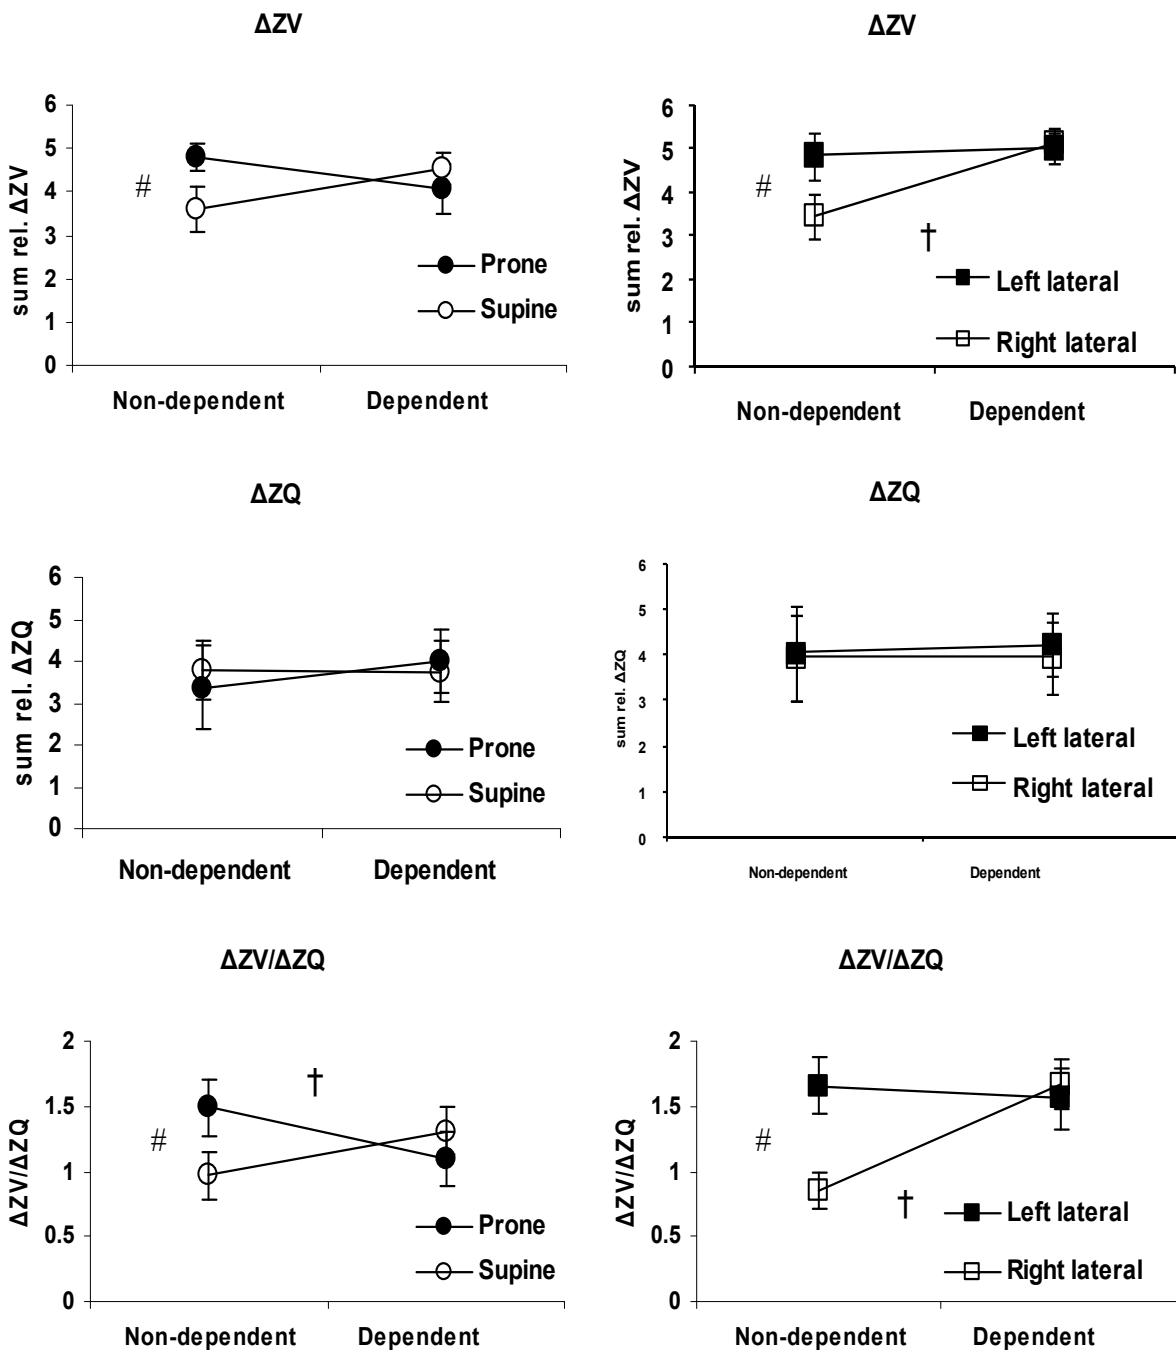 ΔZV
sum rel. ΔZV
6
5
4
3
2
1
0
#
Prone
Supine
Non-dependent
Dependent
ΔZV
sum rel. ΔZV
6
5
4
3
2
1
0
#
†
Left lateral
Right lateral
Non-dependent
Dependent
ΔZQ
sum rel. ΔZQ
6
5
4
3
2
1
0
Prone
Supine
Non-dependent
Dependent
ΔZQ
sum rel. ΔZQ
6
5
4
3
2
1
0
Left lateral
Right lateral
Non-dependent
Dependent
ΔZV/ΔZQ
ΔZV/ΔZQ
2
1.5
1
0.5
0
#
†
Prone
Supine
Non-dependent
Dependent
ΔZV/ΔZQ
ΔZV/ΔZQ
2
1.5
1
0.5
0
#
†
Left lateral
Right lateral
Non-dependent
Dependent